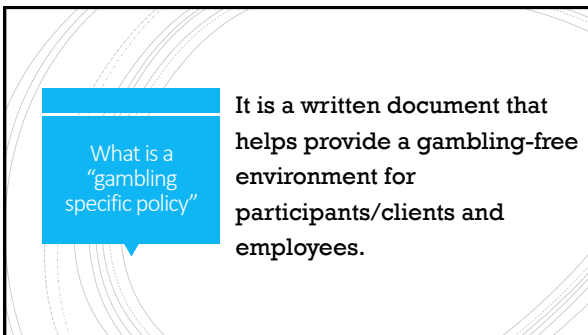 What is a
“gambling
specific policy”
It is a written document that
helps provide a gambling-free
environment for
participants/clients and
employees.